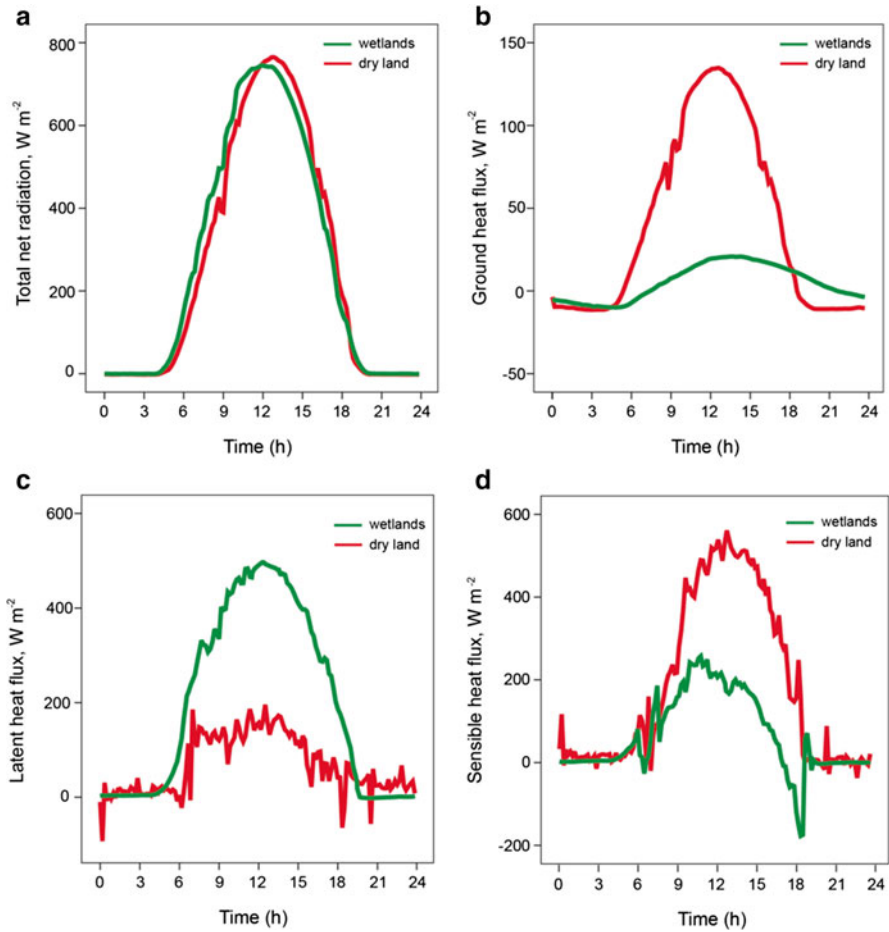 a
wetlands
dry land
Total net radiation, W m⁻²
800
600
400
200
0
0 3 6 9 12 15 18 21 24
Time (h)
b
wetlands
dry land
Ground heat flux, W m⁻²
150
100
50
0
-50
0 3 6 9 12 15 18 21 24
Time (h)
c
wetlands
dry land
Latent heat flux, W m⁻²
600
400
200
0
0 3 6 9 12 15 18 21 24
Time (h)
d
wetlands
dry land
Sensible heat flux, W m⁻²
600
400
200
0
-200
0 3 6 9 12 15 18 21 24
Time (h)